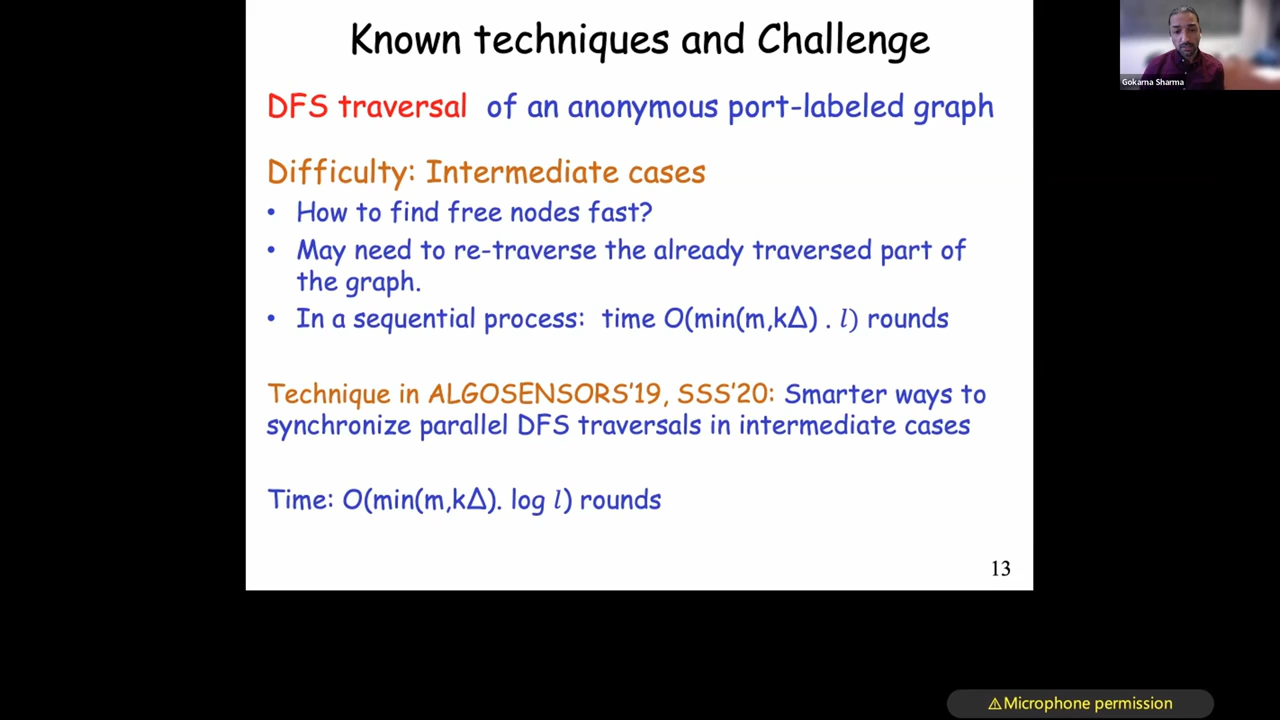 Known techniques and Challenge
Gokarna Sharma
DFS traversal of an anonymous port-labeled graph
Difficulty: Intermediate cases
• How to find free nodes fast?
• May need to re-traverse the already traversed part of
the graph.
• In a sequential process: time O(min(m,kΔ) . l) rounds
Technique in ALGOSENSORS'19, SSS'20: Smarter ways to
synchronize parallel DFS traversals in intermediate cases
Time: O(min(m,kΔ). log l) rounds
13
⚠Microphone permission